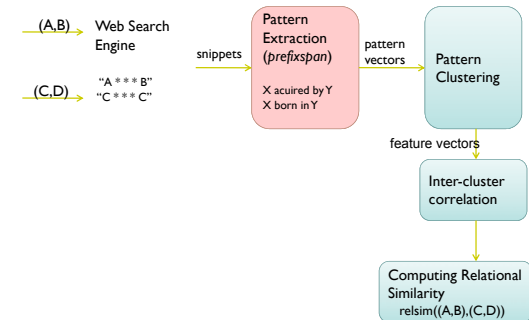 (A,B)
Web Search
Engine
(C,D)
"A * * * B"
"C * * * C"
snippets
Pattern
Extraction
(prefixspan)
X acuired by Y
X born in Y
pattern
vectors
Pattern
Clustering
feature vectors
Inter-cluster
correlation
Computing Relational
Similarity
relsim((A,B),(C,D))